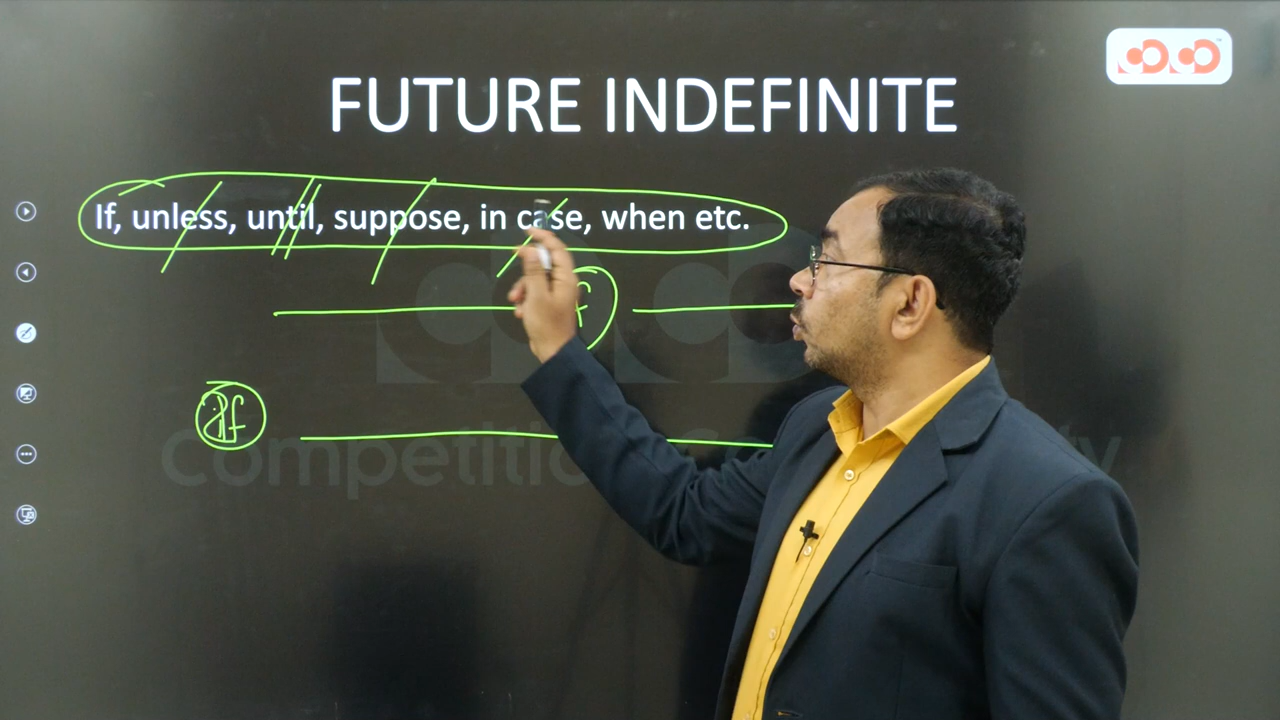 FUTURE INDEFINITE
If, unless, until, suppose, in case, when etc.
If